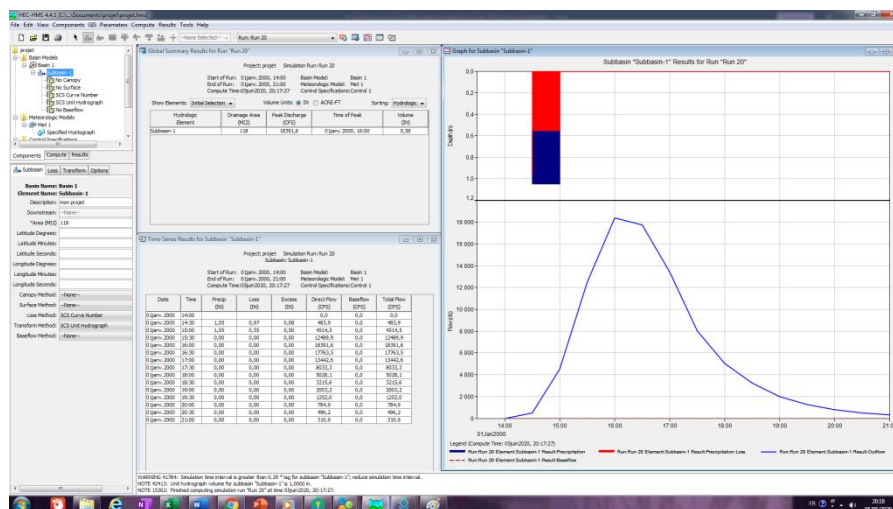 HEC-HMS 4.4.1 [C:\...\Documents\projet\projet.hms]
File Edit View Components GIS Parameters Compute Results Tools Help
--None Selected--
Run: Run 20
projet
Basin Models
Basin 1
Subbasin-1
No Canopy
No Surface
SCS Curve Number
SCS Unit Hydrograph
No Baseflow
Meteorologic Models
Met 1
Specified Hyetograph
Control Specifications
Components Compute Results
Subbasin Loss Transform Options
Basin Name: Basin 1
Element Name: Subbasin-1
Description: mon projet
Downstream: --None--
*Area (MI2) 118
Latitude Degrees:
Latitude Minutes:
Latitude Seconds:
Longitude Degrees:
Longitude Minutes:
Longitude Seconds:
Canopy Method: --None--
Surface Method: --None--
Loss Method: SCS Curve Number
Transform Method: SCS Unit Hydrograph
Baseflow Method: --None--
Global Summary Results for Run "Run 20"
Project: projet Simulation Run: Run 20
Start of Run: 01janv.2000, 14:00 Basin Model: Basin 1
End of Run: 01janv.2000, 21:00 Meteorologic Model: Met 1
Compute Time:05juin2020, 20:17:27 Control Specifications:Control 1
Show Elements: Initial Selection Volume Units: IN ACRE-FT Sorting: Hydrologic
Hydrologic Element Drainage Area (MI2) Peak Discharge (CFS) Time of Peak Volume (IN)
Subbasin-1 118 18391,6 01janv.2000, 16:00 0,58
Time-Series Results for Subbasin "Subbasin-1"
Project: projet Simulation Run: Run 20
Subbasin: Subbasin-1
Start of Run: 01janv.2000, 14:00 Basin Model: Basin 1
End of Run: 01janv.2000, 21:00 Meteorologic Model: Met 1
Compute Time:05juin2020, 20:17:27 Control Specifications:Control 1
Date Time Precip (IN) Loss (IN) Excess (IN) Direct Flow (CFS) Baseflow (CFS) Total Flow (CFS)
01janv.2000 14:00 0,0 0,0 0,0
01janv.2000 14:30 1,05 0,97 0,08 483,9 0,0 483,9
01janv.2000 15:00 1,05 0,55 0,50 4514,5 0,0 4514,5
01janv.2000 15:30 0,00 0,00 0,00 12489,9 0,0 12489,9
01janv.2000 16:00 0,00 0,00 0,00 18391,6 0,0 18391,6
01janv.2000 16:30 0,00 0,00 0,00 17763,5 0,0 17763,5
01janv.2000 17:00 0,00 0,00 0,00 13442,6 0,0 13442,6
01janv.2000 17:30 0,00 0,00 0,00 8033,3 0,0 8033,3
01janv.2000 18:00 0,00 0,00 0,00 5028,1 0,0 5028,1
01janv.2000 18:30 0,00 0,00 0,00 3215,6 0,0 3215,6
01janv.2000 19:00 0,00 0,00 0,00 2003,2 0,0 2003,2
01janv.2000 19:30 0,00 0,00 0,00 1252,0 0,0 1252,0
01janv.2000 20:00 0,00 0,00 0,00 784,9 0,0 784,9
01janv.2000 20:30 0,00 0,00 0,00 496,2 0,0 496,2
01janv.2000 21:00 0,00 0,00 0,00 310,9 0,0 310,9
Graph for Subbasin "Subbasin-1"
Subbasin "Subbasin-1" Results for Run "Run 20"
Depth(in)
0,0
0,2
0,4
0,6
0,8
1,0
1,2
Flow(cfs)
18 000
16 000
14 000
12 000
10 000
8 000
6 000
4 000
2 000
0
14:00 15:00 16:00 17:00 18:00 19:00 20:00 21:0
01Jan2000
Legend (Compute Time: 05juin2020, 20:17:27)
Run:Run 20 Element:Subbasin-1 Result:Precipitation
Run:Run 20 Element:Subbasin-1 Result:Precipitation Loss
Run:Run 20 Element:Subbasin-1 Result:Outflow
Run:Run 20 Element:Subbasin-1 Result:Baseflow
WARNING 41784: Simulation time interval is greater than 0.29 * lag for subbasin "Subbasin-1"; reduce simulation time interval.
NOTE 42413: Unit hydrograph volume for subbasin "Subbasin-1" is 1,0000 in.
NOTE 15302: Finished computing simulation run "Run 20" at time 05juin2020, 20:17:27.
FR
20:18